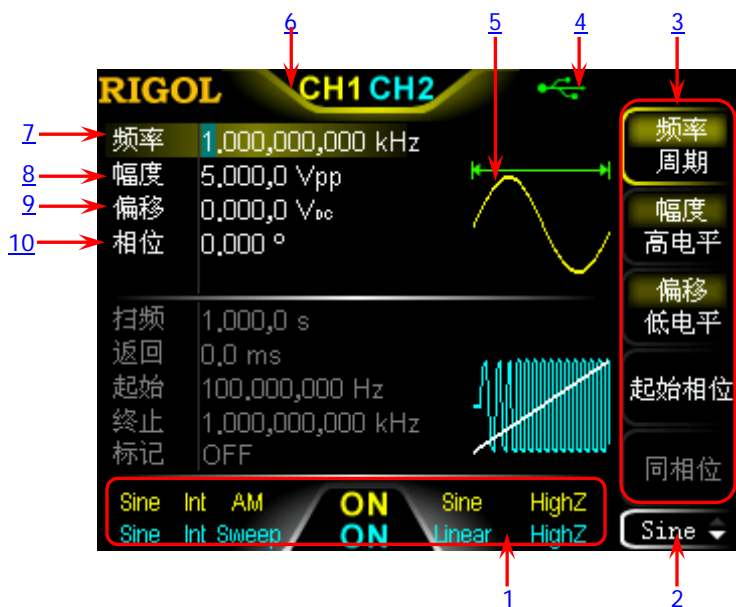 6 5 4 3
RIGOL CH1 CH2
7 频率 1.000,000,000 kHz
8 幅度 5.000,0 Vpp
9 偏移 0.000,0 VDC
10 相位 0.000 °
扫频 1.000,0 s
返回 0.0 ms
起始 100.000,000 Hz
终止 1.000,000,000 kHz
标记 OFF
频率
周期
幅度
高电平
偏移
低电平
起始相位
同相位
Sine Int AM ON Sine HighZ
Sine Int Sweep ON Linear HighZ
Sine
1 2